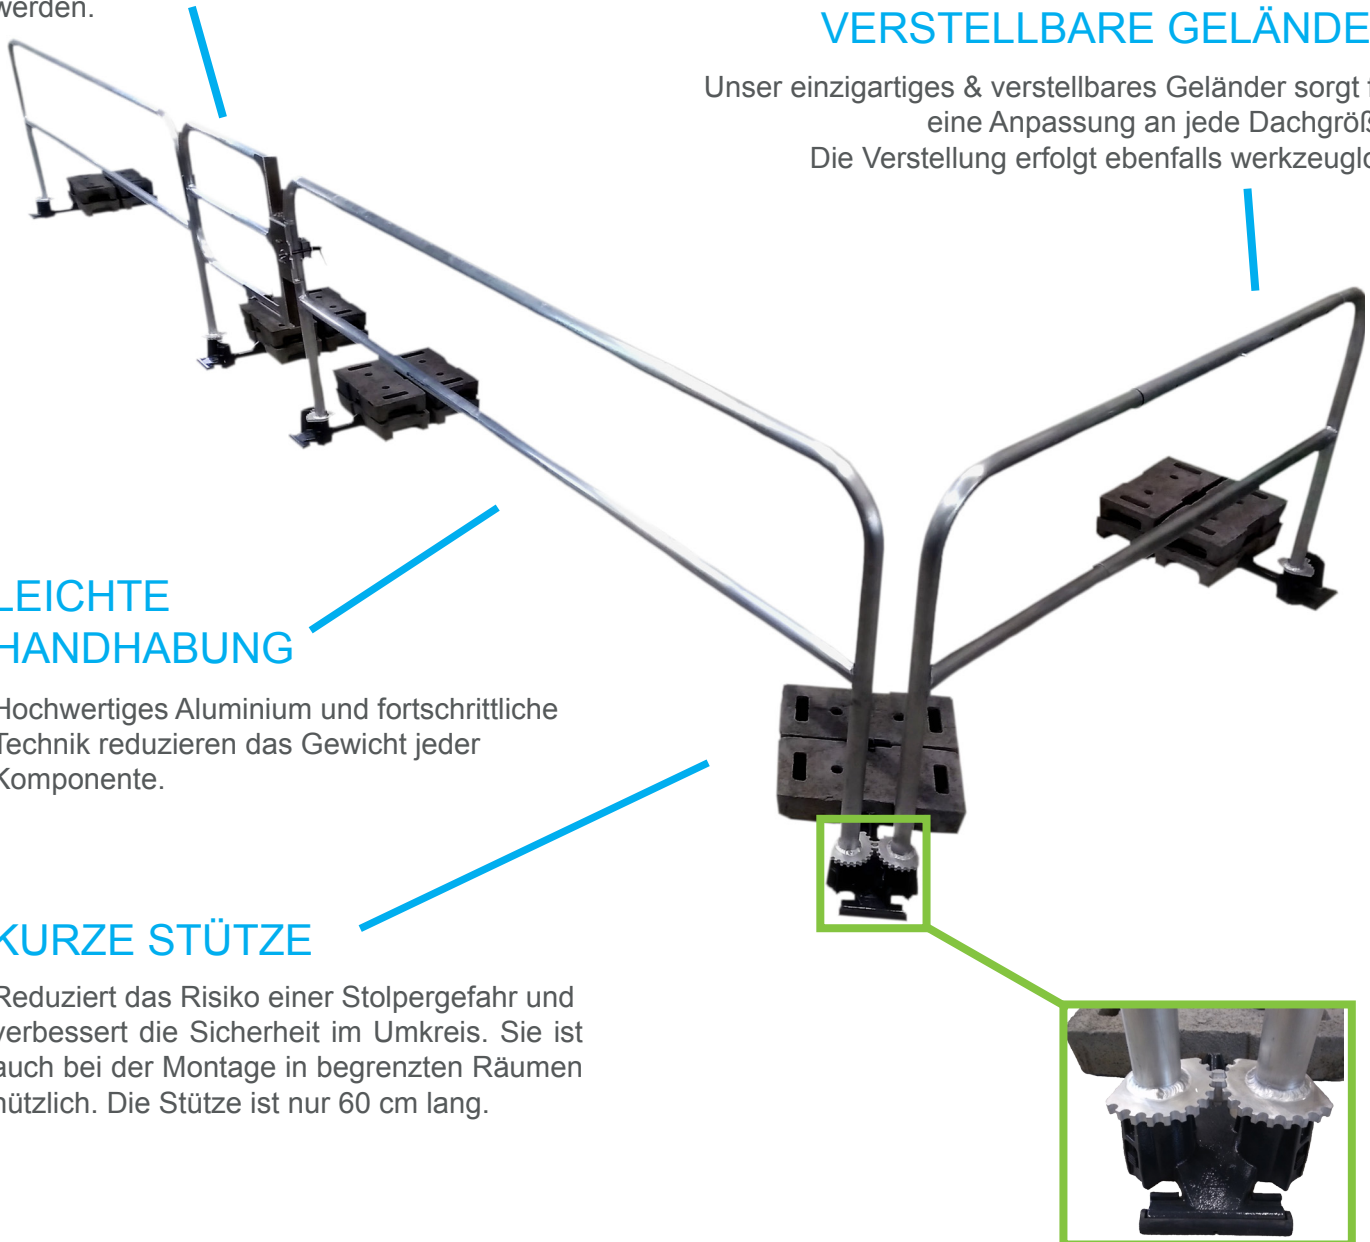 werden.
VERSTELLBARE GELÄNDE
Unser einzigartiges & verstellbares Geländer sorgt
eine Anpassung an jede
Die Verstellung erfolgt ebenfalls
LEICHTE
HANDHABUNG
Hochwertiges Aluminium und fortschrittliche
Technik reduzieren das Gewicht jeder
Komponente.
KURZE STÜTZE
Reduziert das Risiko einer Stolpergefahr und
verbessert die Sicherheit im Umkreis. Sie ist
auch bei der Montage in begrenzten Räumen
nützlich. Die Stütze ist nur 60 cm lang.